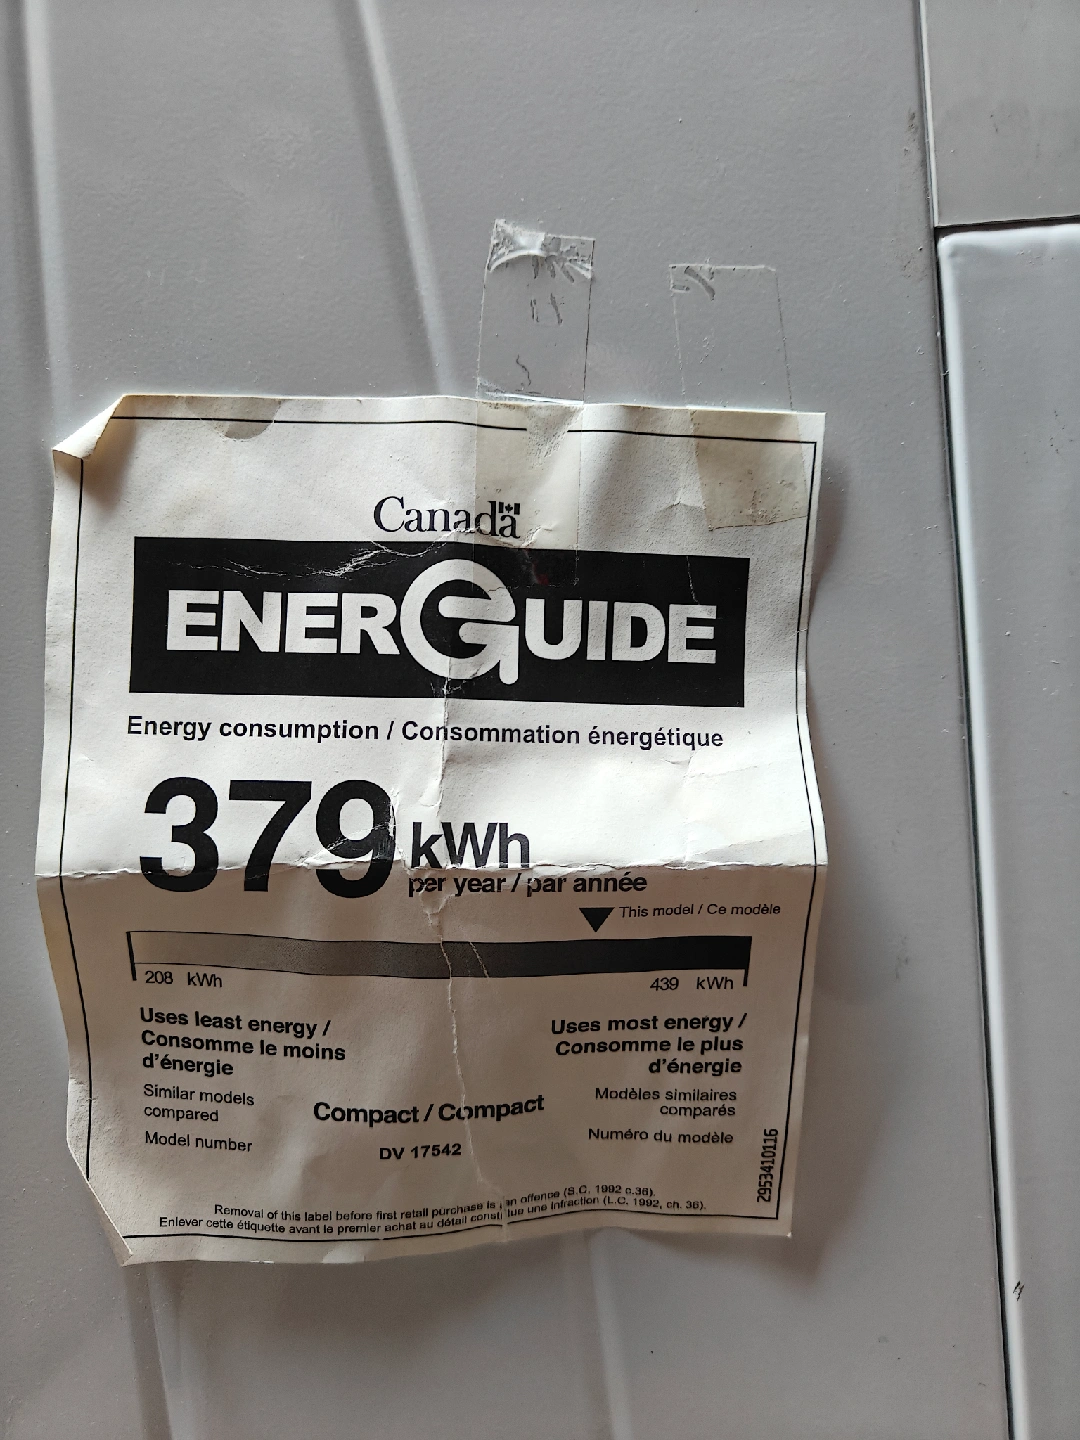 Canada
ENERGUIDE
Energy consumption / Consommation énergétique
379 kWh
per year / par année
This model / Ce modèle
208 kWh
439 kWh
Uses least energy /
Consomme le moins
d'énergie
Uses most energy /
Consomme le plus
d'énergie
Similar models
compared
Compact / Compact
Modèles similaires
comparés
Model number
DV 17542
Numéro du modèle
2953410116
Removal of this label before first retail purchase is an offence (S.C. 1992 c.36).
Enlever cette étiquette avant le premier achat au détail constitue une infraction (L.C. 1992, ch. 36).